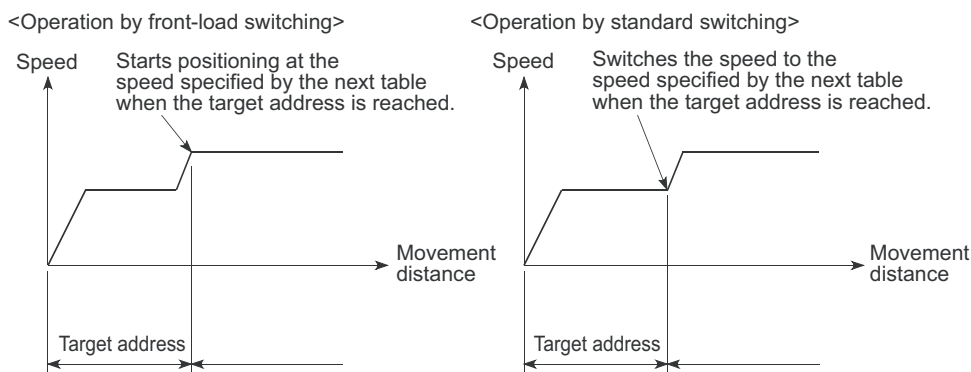 <Operation by front-load switching>
Speed
Starts positioning at the
speed specified by the next table
when the target address is reached.
Movement
distance
Target address
<Operation by standard switching>
Speed
Switches the speed to the
speed specified by the next table
when the target address is reached.
Movement
distance
Target address